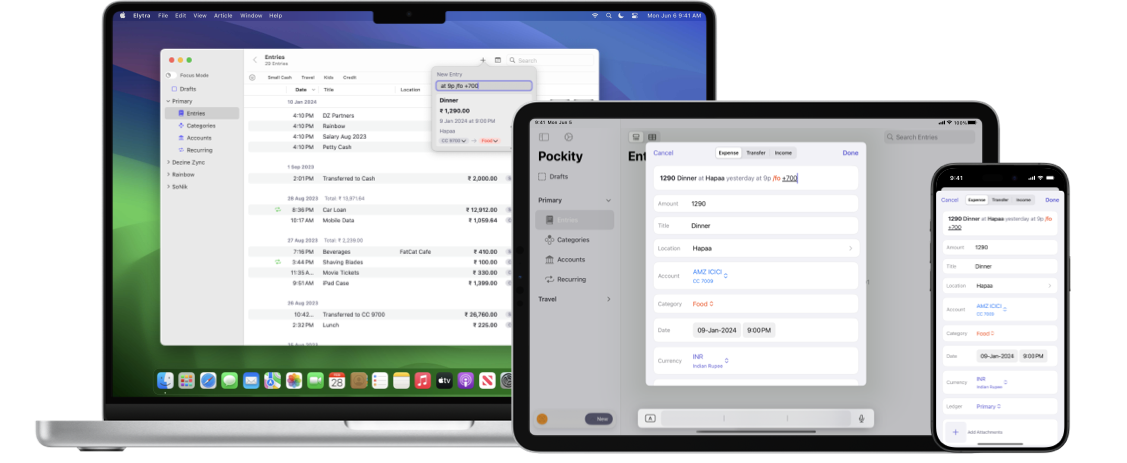 Elytra File Edit View Article Window Help
Mon Jun 6 9:41 AM
Focus Mode
Drafts
Primary
Entries
Categories
Accounts
Recurring
Dezine Zync
Rainbow
SoNik
Entries
20 Entries
Search
Small Cash Travel Kids Credit
Date Title Location
10 Jan 2024
4:10 PM DZ Partners
4:10 PM Rainbow
4:10 PM Salary Aug 2023
4:10 PM Petty Cash
1 Sep 2023
2:01 PM Transferred to Cash ₹ 2,000.00
28 Aug 2023 Total: ₹ 13,971.64
8:36 PM Car Loan ₹ 12,912.00
10:17 AM Mobile Data ₹ 1,059.64
27 Aug 2023 Total: ₹ 2,239.00
7:16 PM Beverages FatCat Cafe ₹ 410.00
3:44 PM Shaving Blades ₹ 100.00
11:35 A... Movie Tickets ₹ 330.00
9:51 AM iPad Case ₹ 1,399.00
26 Aug 2023
10:42... Transferred to CC 9700 ₹ 26,760.00
2:32 PM Lunch ₹ 225.00
New Entry
at 9p /fo +700
Dinner
₹ 1,290.00
9 Jan 2024 at 9:00 PM
Hapaa
CC 7009 → Food
28
tv
9:41 Mon Jun 6
100%
Pockity
Drafts
Primary
Entries
Categories
Accounts
Recurring
Travel
New
Search Entries
Ent
Cancel
Expense Transfer Income
Done
1290 Dinner at Hapaa yesterday at 9p /fo +700
Amount 1290
Title Dinner
Location Hapaa
Account AMZ ICICI
CC 7009
Category Food
Date 09-Jan-2024 9:00 PM
Currency INR
Indian Rupee
A
9:41
Cancel
Expense Transfer Income
Done
1290 Dinner at Hapaa yesterday at 9p /fo
+700
Amount 1290
Title Dinner
Location Hapaa
Account AMZ ICICI
CC 7009
Category Food
Date 09-Jan-2024 9:00 PM
Currency INR
Indian Rupee
Ledger Primary
Add Attachments